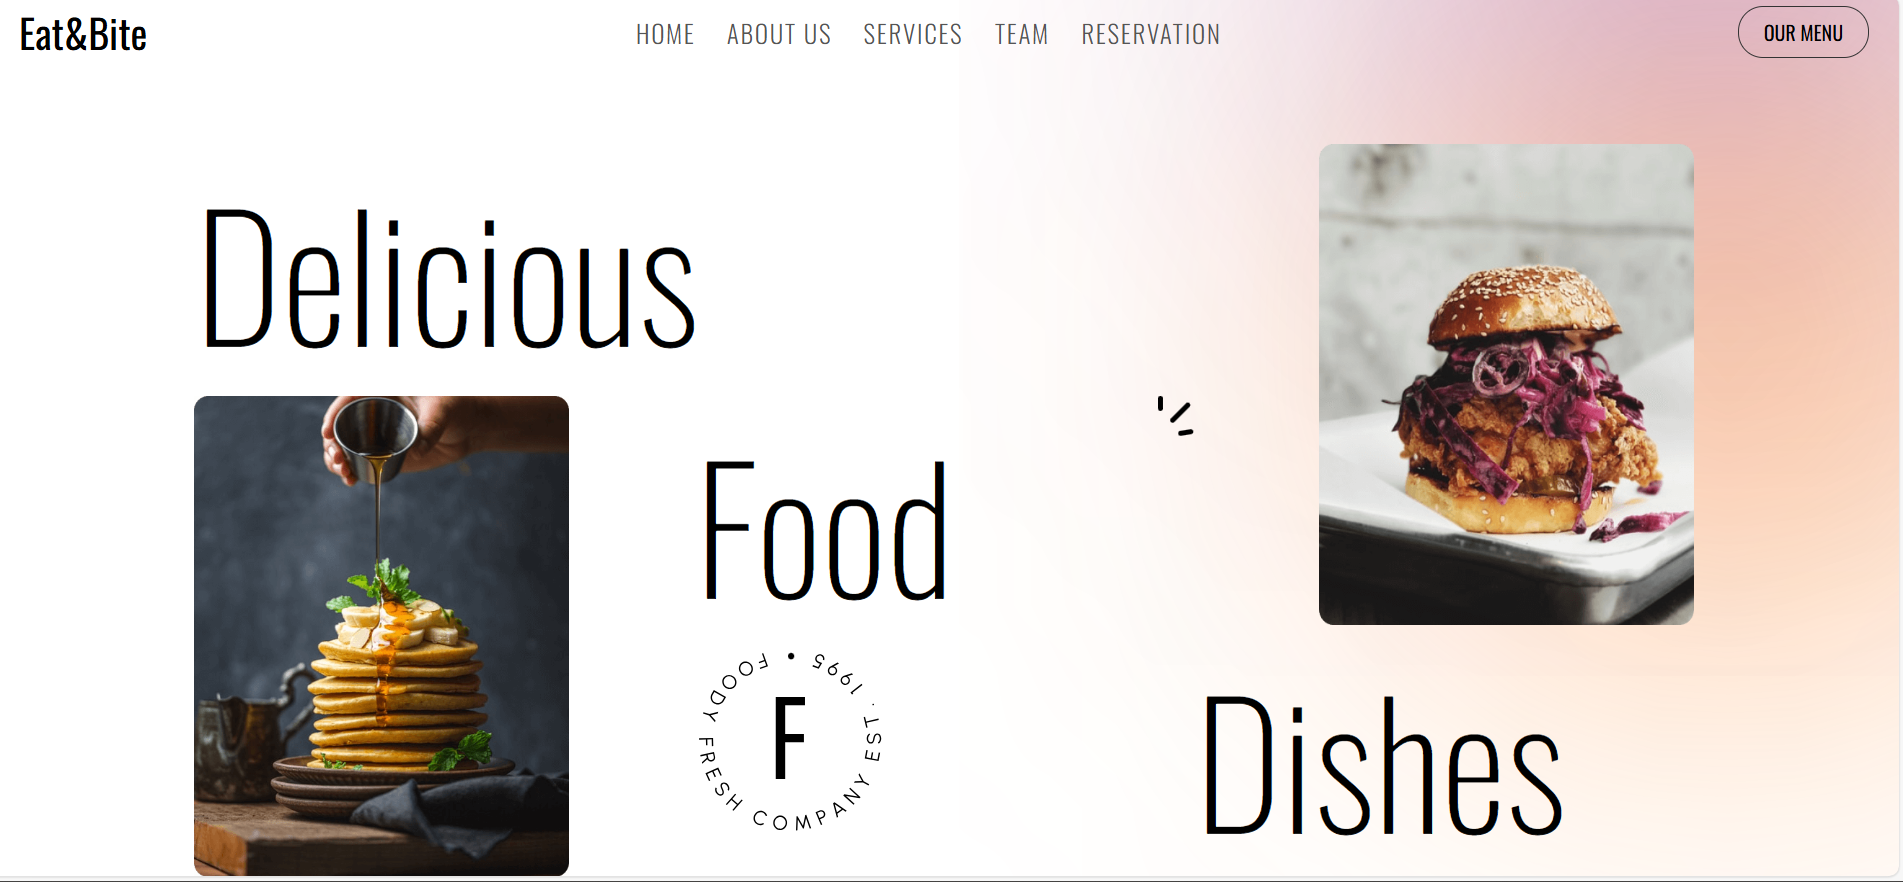 Eat&Bite
HOME ABOUT US SERVICES TEAM RESERVATION
OUR MENU
Delicious
Food
FOODY FRESH COMPANY EST . 1995 •
F
Dishes